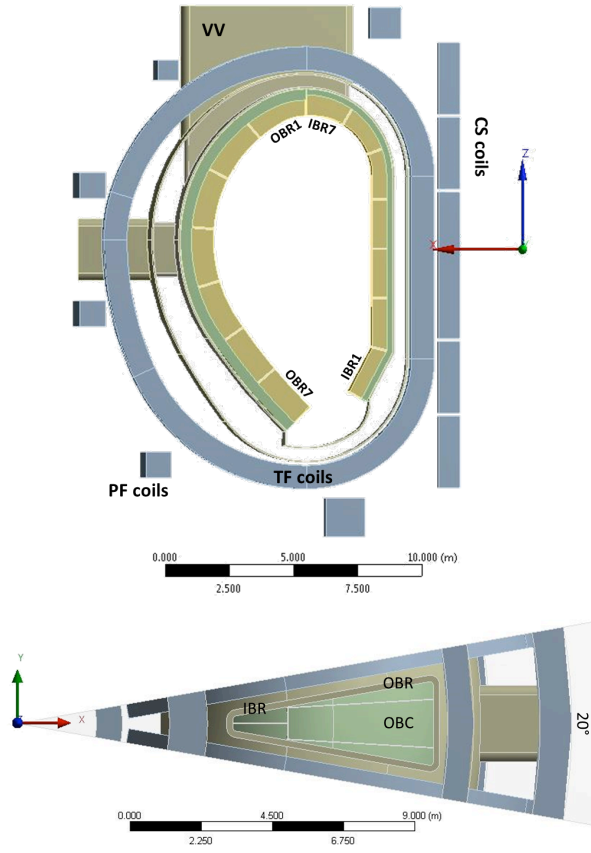 VV
CS coils
Z
X
OBR1 IBR7
OBR7
IBR1
PF coils
TF coils
0.000 5.000 10.000 (m)
2.500 7.500
Y
X
IBR
OBR
OBC
20°
0.000 4.500 9.000 (m)
2.250 6.750